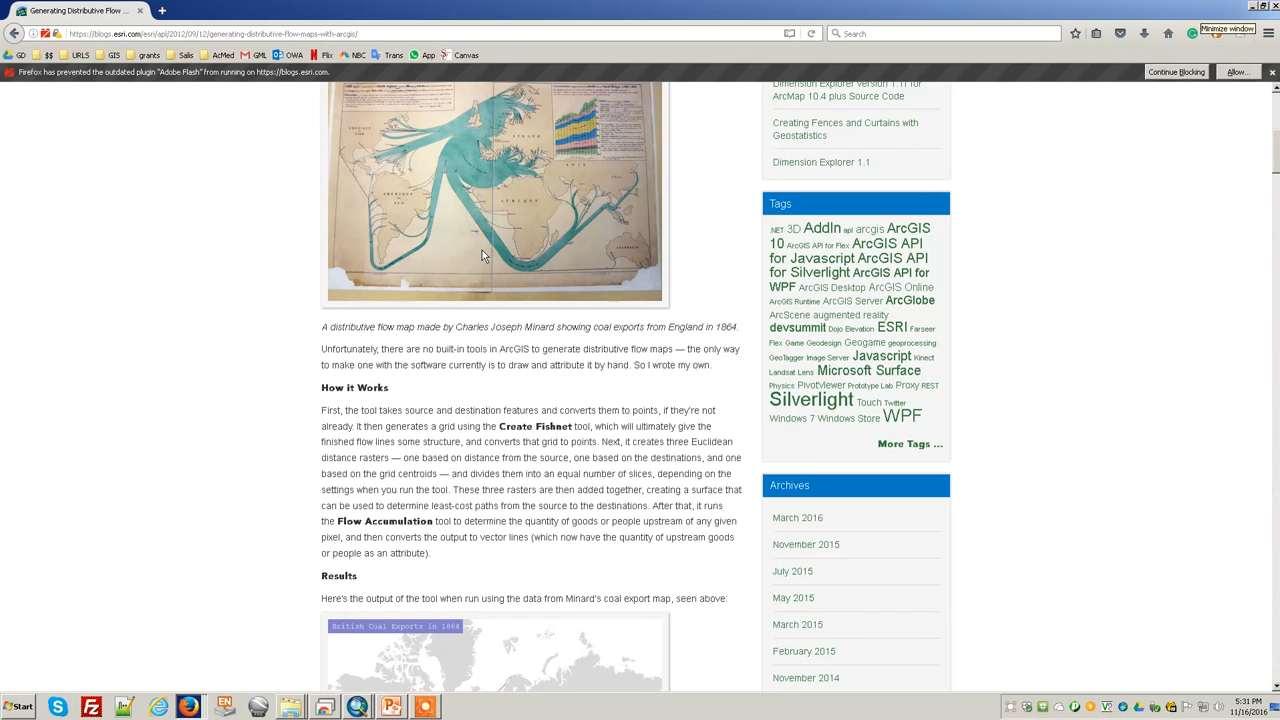 Generating Distributive Flow ...
https://blogs.esri.com/esri/apl/2012/09/12/generating-distributive-flow-maps-with-arcgis/
Search
Minimize window
GD $$ URLS GIS grants Salis AcMed GML OWA Flix NBC Trans App Canvas
Firefox has prevented the outdated plugin "Adobe Flash" from running on https://blogs.esri.com.
Continue Blocking
Allow...
ArcMap 10.4 plus Source Code
Creating Fences and Curtains with
Geostatistics
Dimension Explorer 1.1
A distributive flow map made by Charles Joseph Minard showing coal exports from England in 1864.
Unfortunately, there are no built-in tools in ArcGIS to generate distributive flow maps — the only way
to make one with the software currently is to draw and attribute it by hand. So I wrote my own.
How it Works
First, the tool takes source and destination features and converts them to points, if they're not
already. It then generates a grid using the Create Fishnet tool, which will ultimately give the
finished flow lines some structure, and converts that grid to points. Next, it creates three Euclidean
distance rasters — one based on distance from the source, one based on the destinations, and one
based on the grid centroids — and divides them into an equal number of slices, depending on the
settings when you run the tool. These three rasters are then added together, creating a surface that
can be used to determine least-cost paths from the source to the destinations. After that, it runs
the Flow Accumulation tool to determine the quantity of goods or people upstream of any given
pixel, and then converts the output to vector lines (which now have the quantity of upstream goods
or people as an attribute).
Results
Here's the output of the tool when run using the data from Minard's coal export map, seen above:
British Coal Exports in 1864
Tags
.NET 3D AddIn api arcgis ArcGIS
10 ArcGIS API for Flex ArcGIS API
for Javascript ArcGIS API
for Silverlight ArcGIS API for
WPF ArcGIS Desktop ArcGIS Online
ArcGIS Runtime ArcGIS Server ArcGlobe
ArcScene augmented reality
devsummit Dojo Elevation ESRI Farseer
Flex Game Geodesign Geogame geoprocessing
GeoTagger Image Server Javascript Kinect
Landsat Lens Microsoft Surface
Physics PivotViewer Prototype Lab Proxy REST
Silverlight Touch Twitter
Windows 7 Windows Store WPF
More Tags ...
Archives
March 2016
November 2015
July 2015
May 2015
March 2015
February 2015
November 2014
Start
5:31 PM
11/16/2016